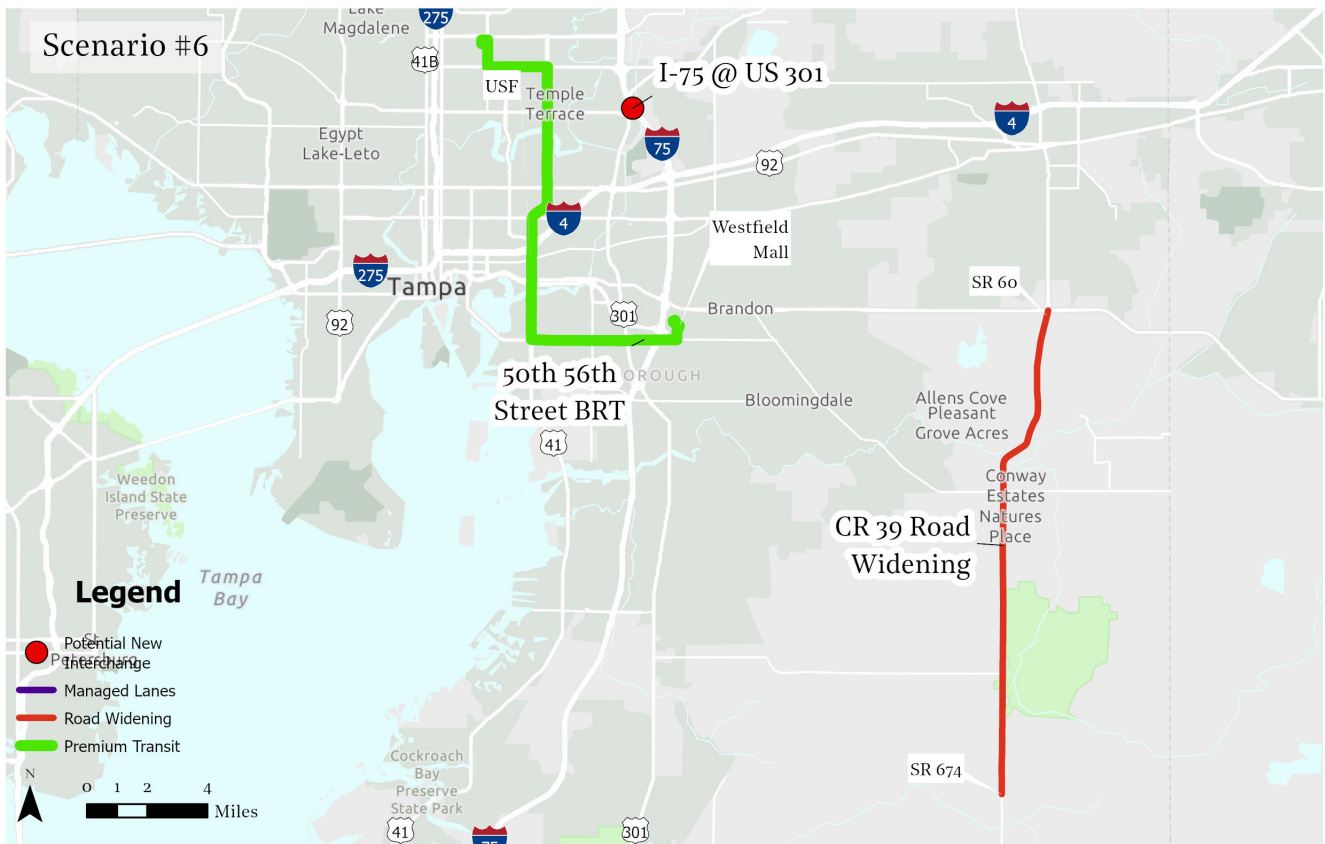 Scenario #6
Lake
Magdalene
275
41B
USF
Temple
Terrace
I-75 @ US 301
75
4
92
Egypt
Lake-Leto
4
Westfield
Mall
275
Tampa
92
301
Brandon
SR 60
50th 56th
Street BRT
OROUGH
41
Bloomingdale
Allens Cove
Pleasant
Grove Acres
Conway
Estates
Natures
Place
CR 39 Road
Widening
Weedon
Island State
Preserve
Tampa
Bay
Legend
St.
Petersburg
Potential New
Interchange
Managed Lanes
Road Widening
Premium Transit
N
0 1 2 4
Miles
Cockroach
Bay
Preserve
State Park
SR 674
41
75
301